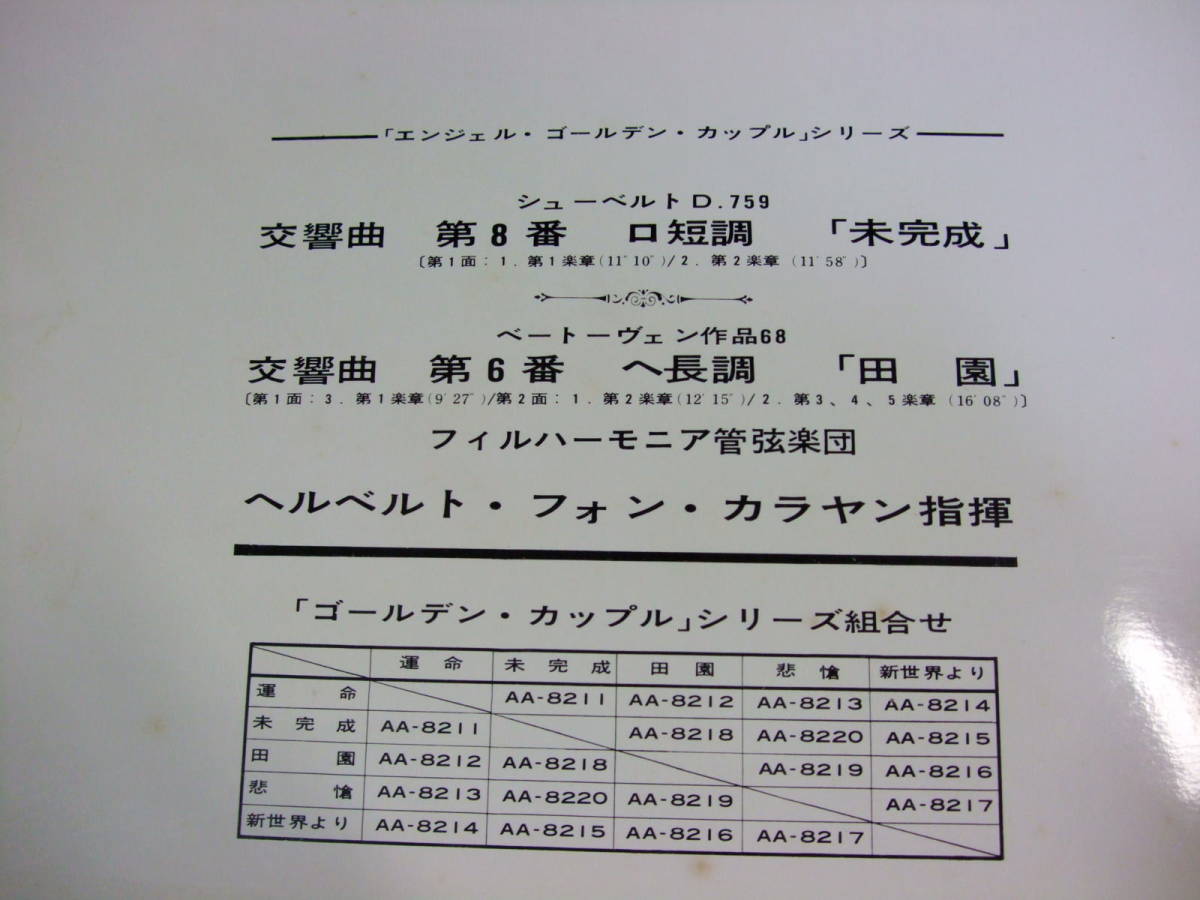 「エンジェル・ゴールデン・カップル」シリーズ
シューベルトD.759
交響曲 第8番 ロ短調 「未完成」
〔第1面：1. 第1楽章(11′10″)/2. 第2楽章 (11′58″)〕
ベートーヴェン作品68
交響曲 第6番 ヘ長調 「田 園」
〔第1面：3. 第1楽章(9′27″)/第2面：1. 第2楽章(12′15″)/2. 第3、4、5楽章 (16′08″)〕
フィルハーモニア管弦楽団
ヘルベルト・フォン・カラヤン指揮
「ゴールデン・カップル」シリーズ組合せ
運命 未完成 田園 悲愴 新世界より
運命 AA-8211 AA-8212 AA-8213 AA-8214
未完成 AA-8211 AA-8218 AA-8220 AA-8215
田園 AA-8212 AA-8218 AA-8219 AA-8216
悲愴 AA-8213 AA-8220 AA-8219 AA-8217
新世界より AA-8214 AA-8215 AA-8216 AA-8217